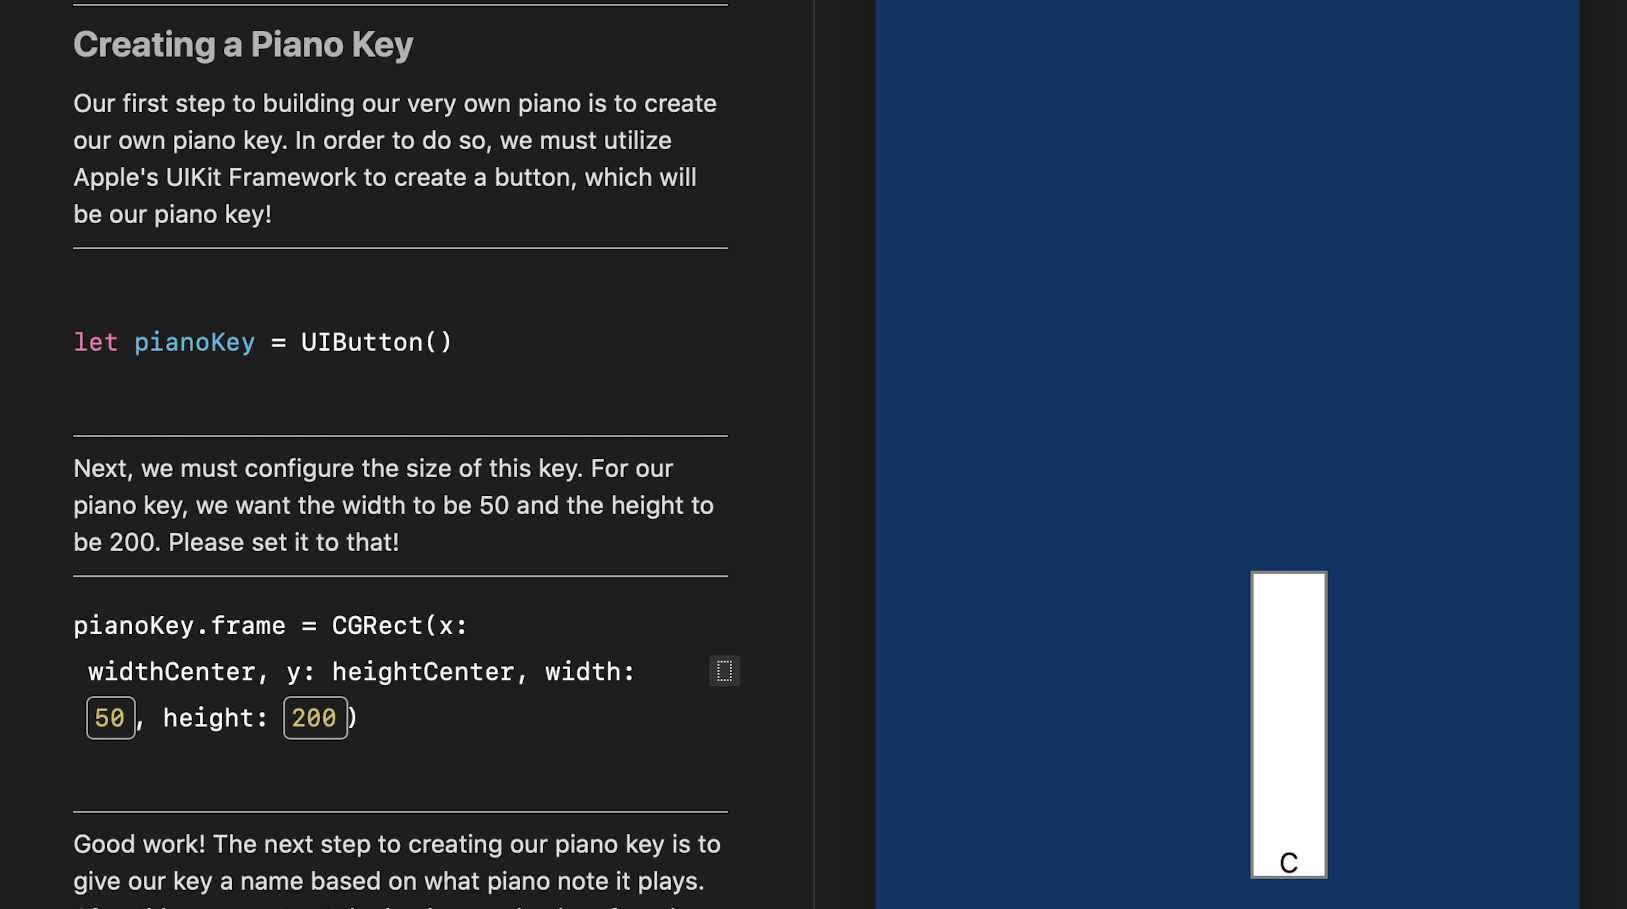 Creating a Piano Key
Our first step to building our very own piano is to create
our own piano key. In order to do so, we must utilize
Apple's UIKit Framework to create a button, which will
be our piano key!
let pianoKey = UIButton()
Next, we must configure the size of this key. For our
piano key, we want the width to be 50 and the height to
be 200. Please set it to that!
pianoKey.frame = CGRect(x:
widthCenter, y: heightCenter, width:
50, height: 200)
Good work! The next step to creating our piano key is to
give our key a name based on what piano note it plays.
C